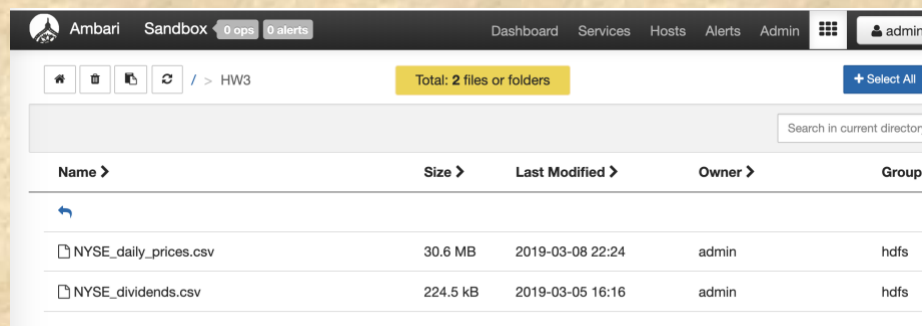 Ambari Sandbox 0 ops 0 alerts Dashboard Services Hosts Alerts Admin admin
/ > HW3 Total: 2 files or folders + Select All
Search in current director
Name Size Last Modified Owner Group
NYSE_daily_prices.csv 30.6 MB 2019-03-08 22:24 admin hdfs
NYSE_dividends.csv 224.5 kB 2019-03-05 16:16 admin hdfs